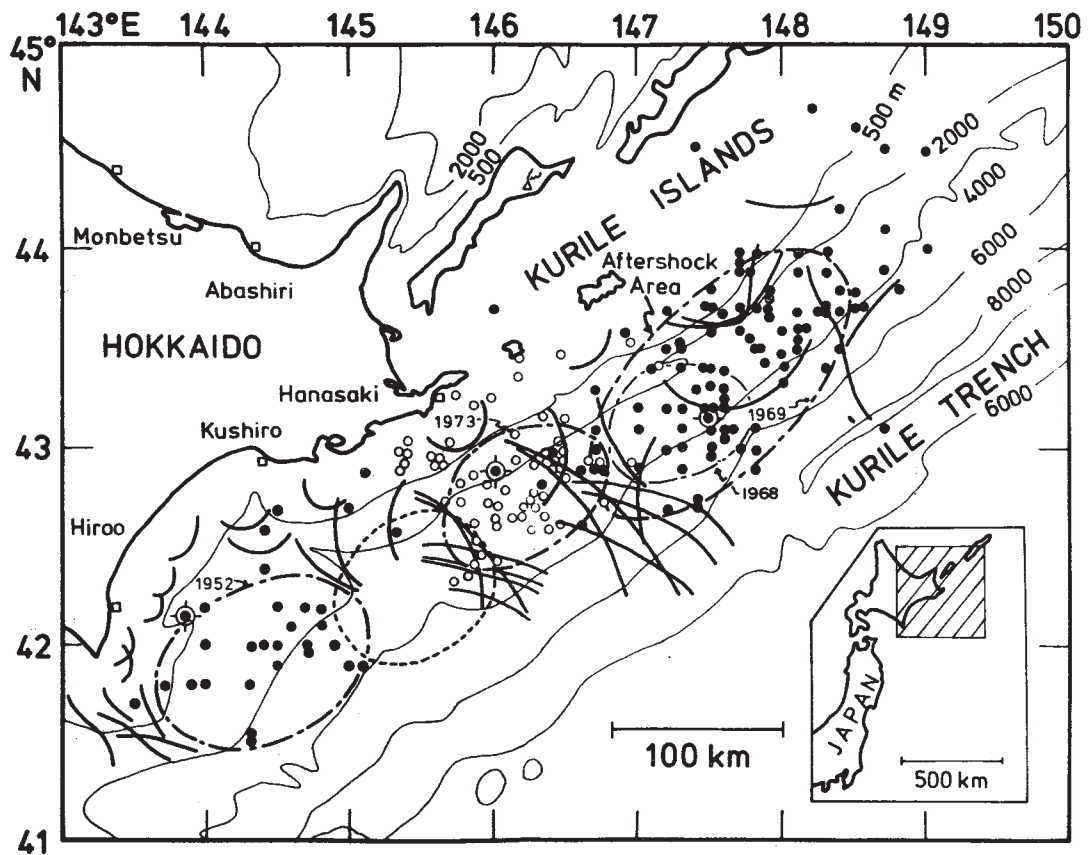 143°E 144 145 146 147 148 149 150
45°
N
44
43
42
41
2000
500
500 m
2000
4000
6000
8000
6000
KURILE ISLANDS
Monbetsu
Abashiri
HOKKAIDO
Aftershock
Area
Hanasaki
1973
Kushiro
1969
1968
KURILE TRENCH
Hiroo
1952
100 km
JAPAN
500 km